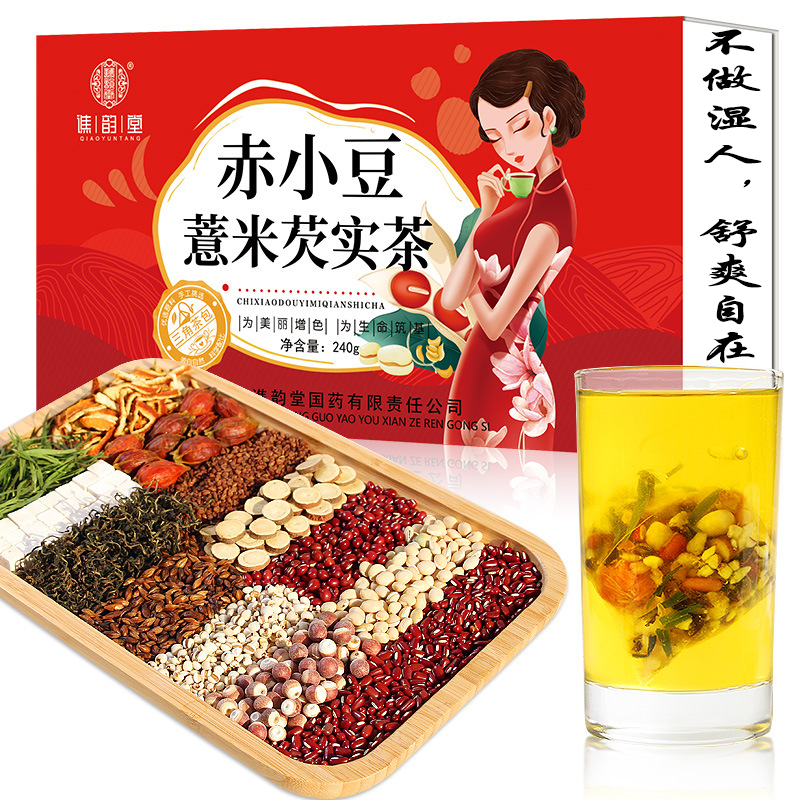 谯韵堂
QIAOYUNTANG
赤小豆
薏米芡实茶
CHIXIAODOUYIMIQIANSHICHA
为美丽增色 为生命筑基
净含量：240g
三角茶包
韵堂国药有限责任公司
GUO YAO YOU XIAN ZE REN GONG SI
不做湿人，舒爽自在